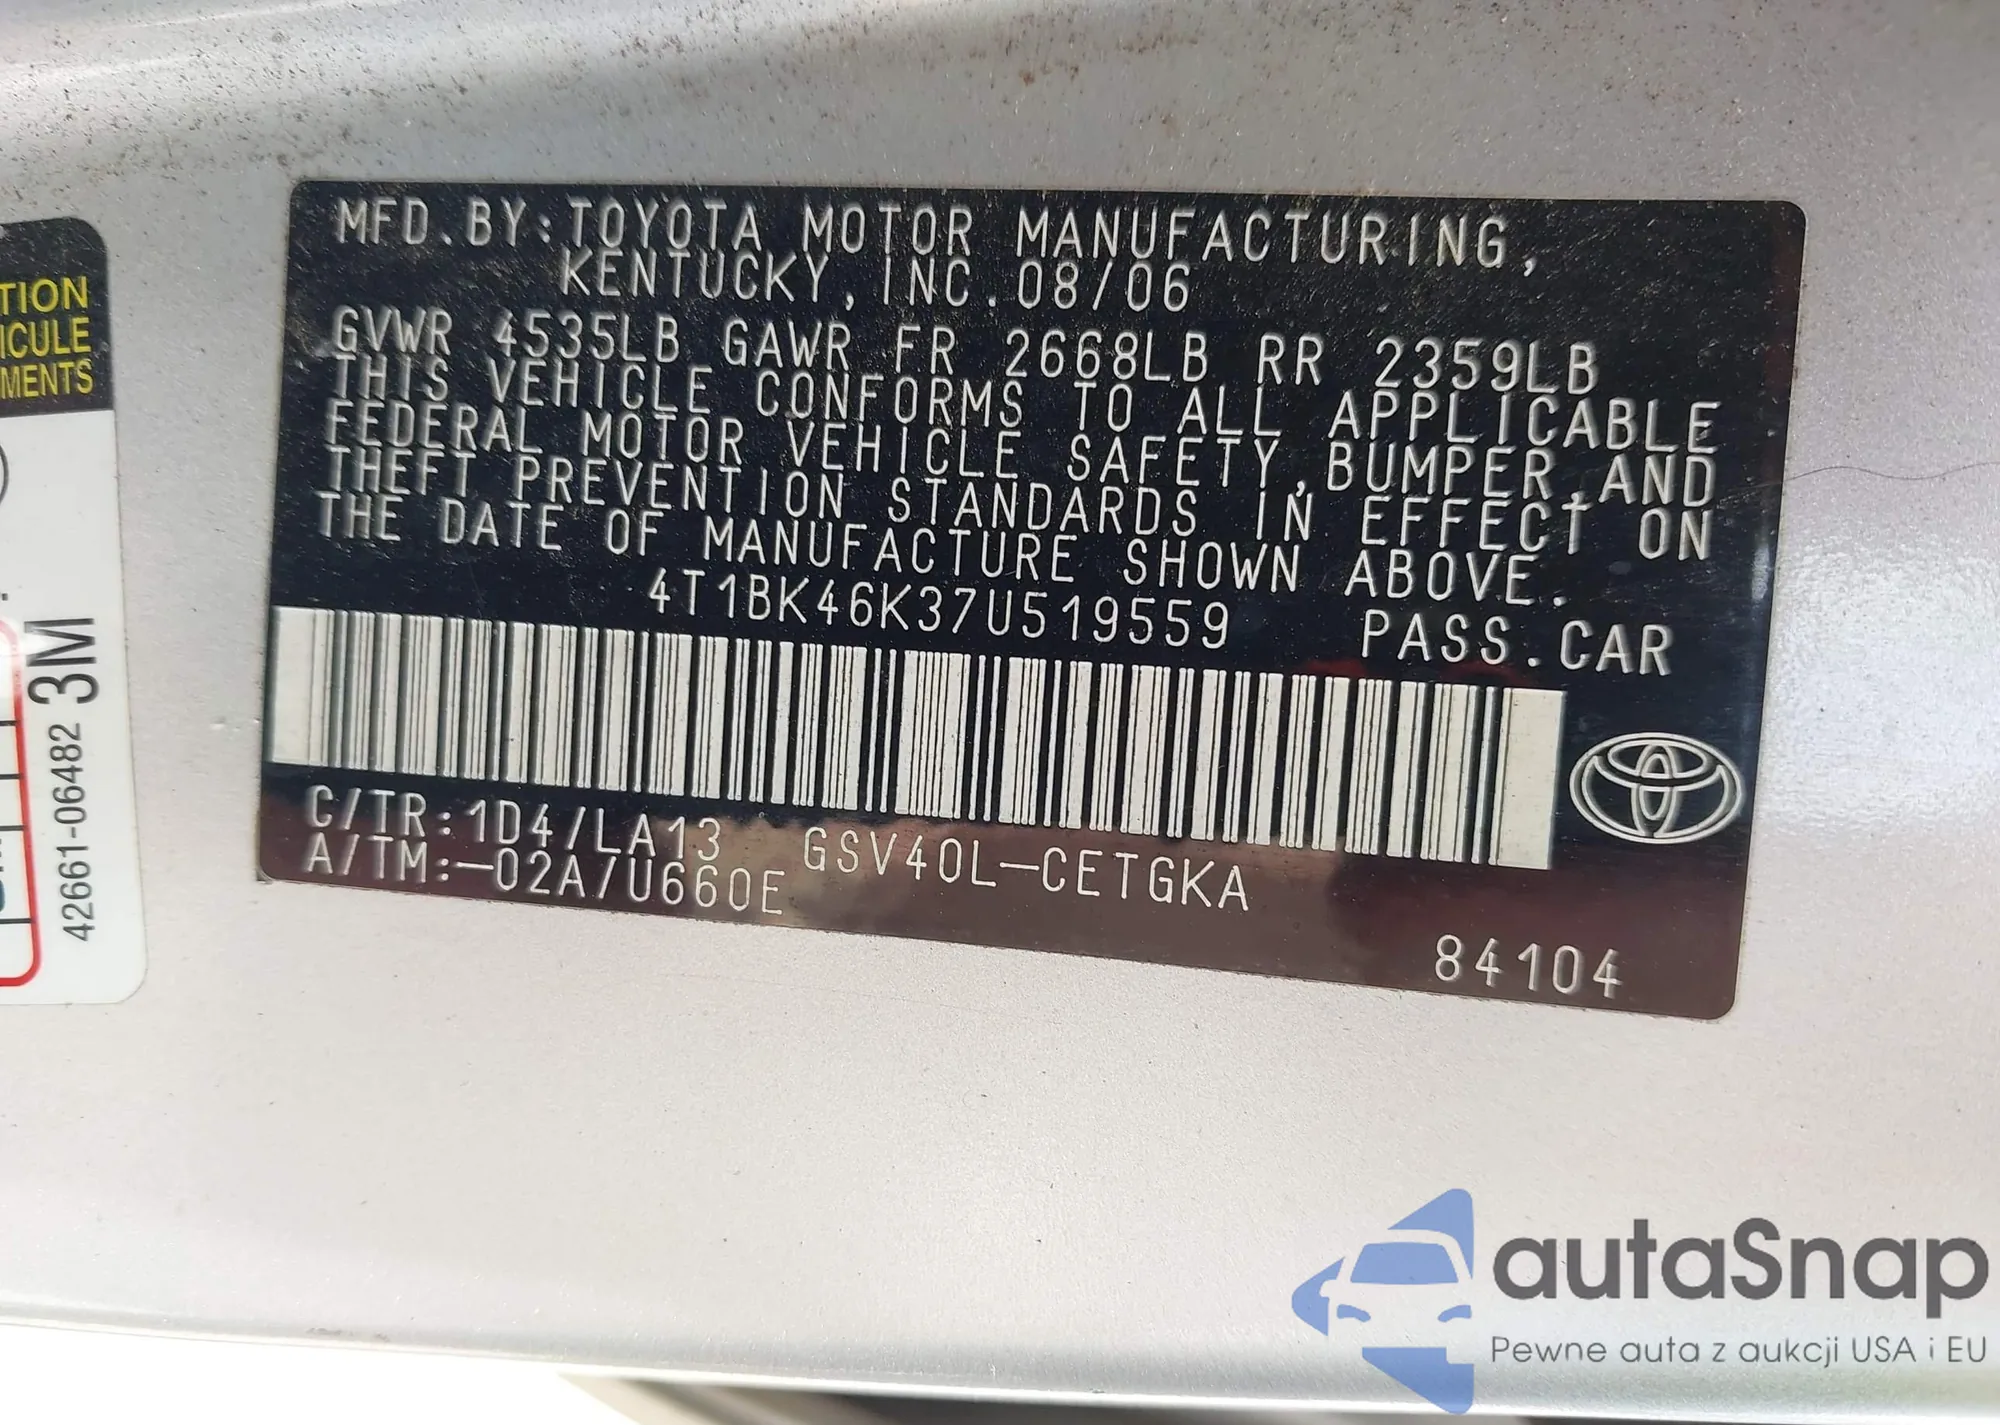 MFD.BY:TOYOTA MOTOR MANUFACTURING,
KENTUCKY, INC. 08/06
GVWR 4535LB GAWR FR 2668LB RR 2359LB
THIS VEHICLE CONFORMS TO ALL APPLICABLE
FEDERAL MOTOR VEHICLE SAFETY,BUMPER,AND
THEFT PREVENTION STANDARDS IN EFFECT ON
THE DATE OF MANUFACTURE SHOWN ABOVE.
4T1BK46K37U519559 PASS.CAR
C/TR:1D4/LA13 GSV40L-CETGKA
A/TM:-02A/U660E
84104
TION
ICULE
MENTS
42661-06482 3M
autaSnap
Pewne auta z aukcji USA i EU